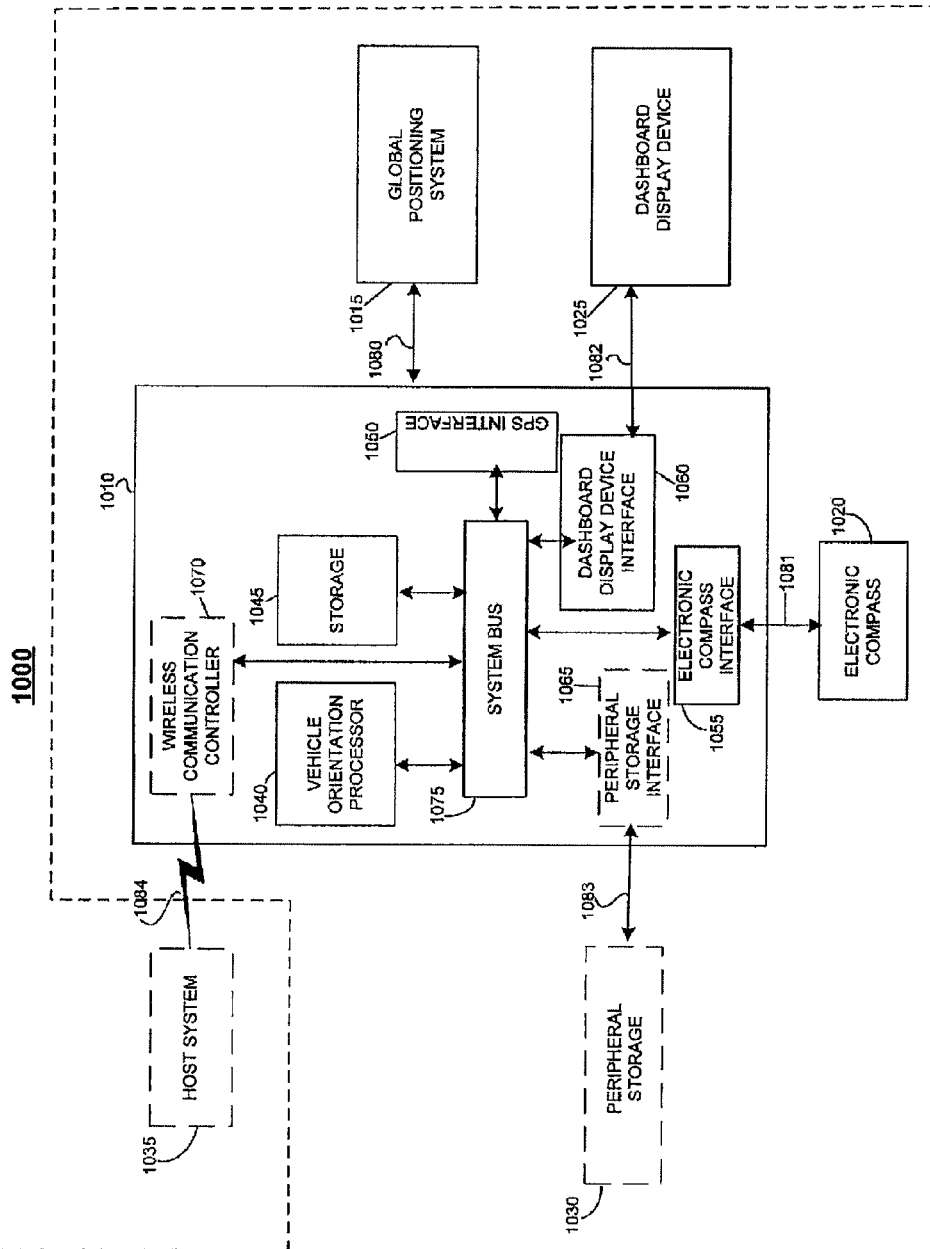 1000
HOST SYSTEM
1035
1084
WIRELESS
COMMUNICATION
CONTROLLER
1070
1010
VEHICLE
ORIENTATION
PROCESSOR
1040
STORAGE
1045
SYSTEM BUS
1075
GPS INTERFACE
1050
GLOBAL
POSITIONING
SYSTEM
1015
1080
DASHBOARD
DISPLAY DEVICE
INTERFACE
1060
DASHBOARD
DISPLAY DEVICE
1025
1082
PERIPHERAL
STORAGE
INTERFACE
1065
ELECTRONIC
COMPASS
INTERFACE
1055
1081
ELECTRONIC
COMPASS
1020
1083
PERIPHERAL
STORAGE
1030